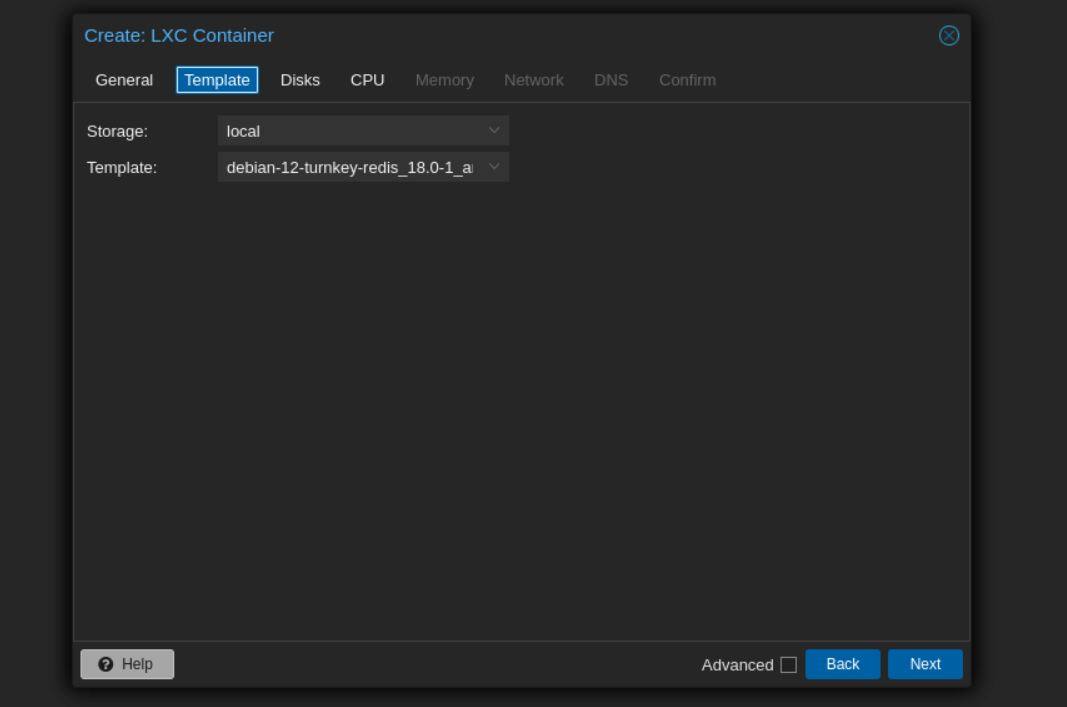 Create: LXC Container
General Template Disks CPU Memory Network DNS Confirm
Storage: local
Template: debian-12-turnkey-redis_18.0-1_a
Help Advanced Back Next